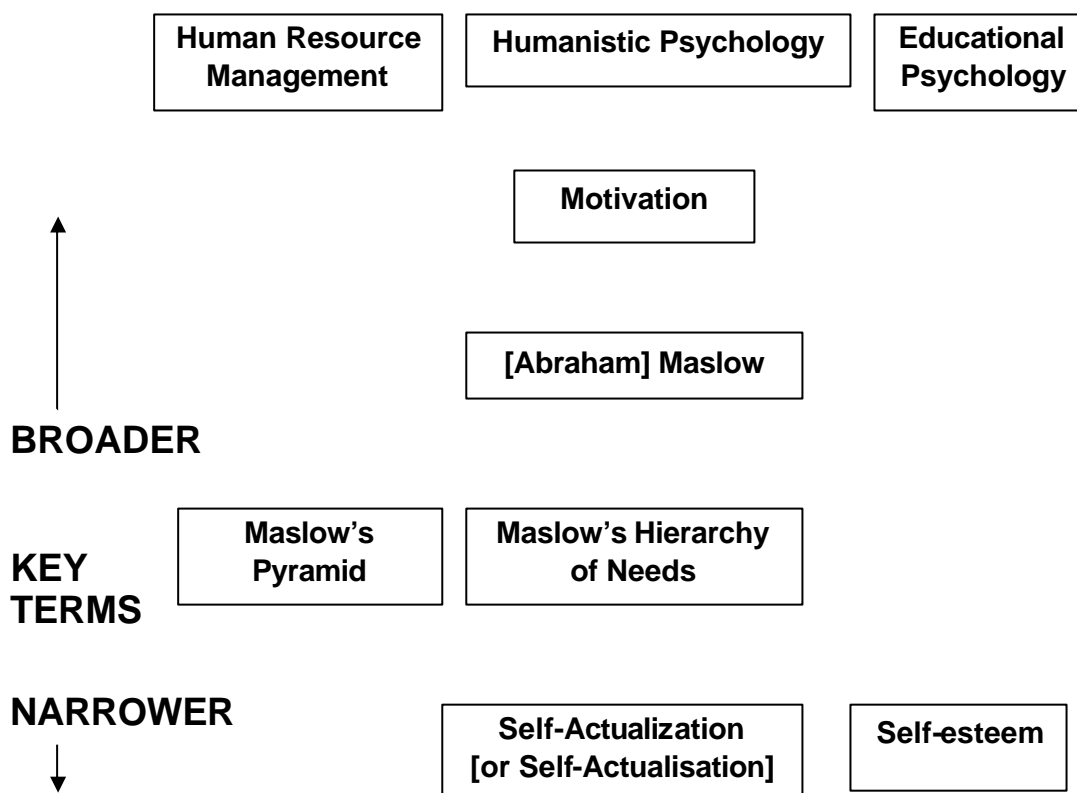 Human Resource
Management
Humanistic Psychology
Educational
Psychology
Motivation
[Abraham] Maslow
BROADER
KEY
TERMS
Maslow’s
Pyramid
Maslow’s Hierarchy
of Needs
NARROWER
Self-Actualization
[or Self-Actualisation]
Self-esteem